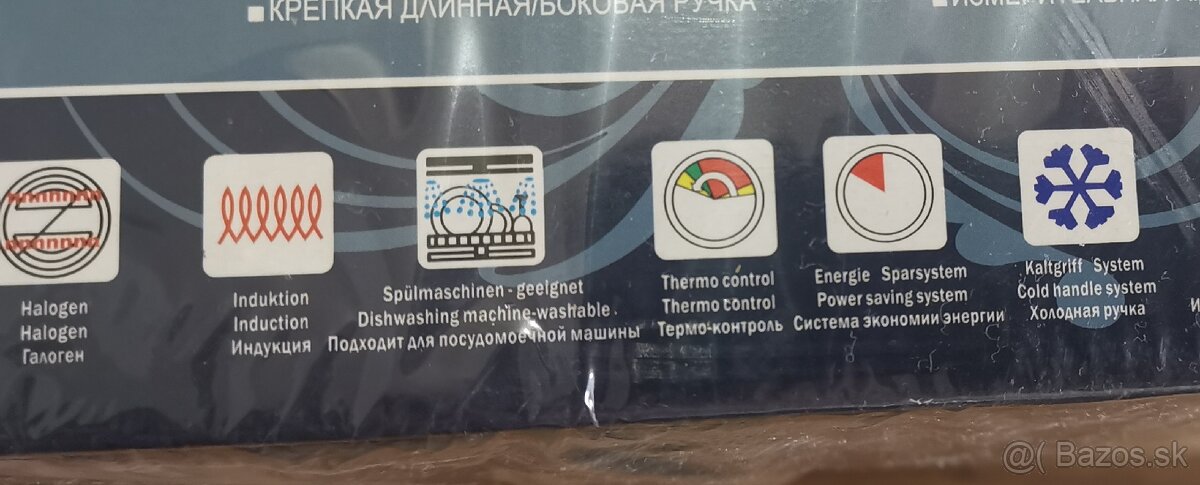 КРЕПКАЯ ДЛИННАЯ/БОКОВАЯ РУЧКА
Halogen
Halogen
Галоген
Induktion
Induction
Индукция
Spülmaschinen-geeignet
Dishwashing machine-washable
Подходит для посудомоечной машины
Thermo control
Thermo control
Термо-контроль
Energie Sparsystem
Power saving system
Система экономии энергии
Kaltgriff System
Cold handle system
Холодная ручка
@( Bazos.sk